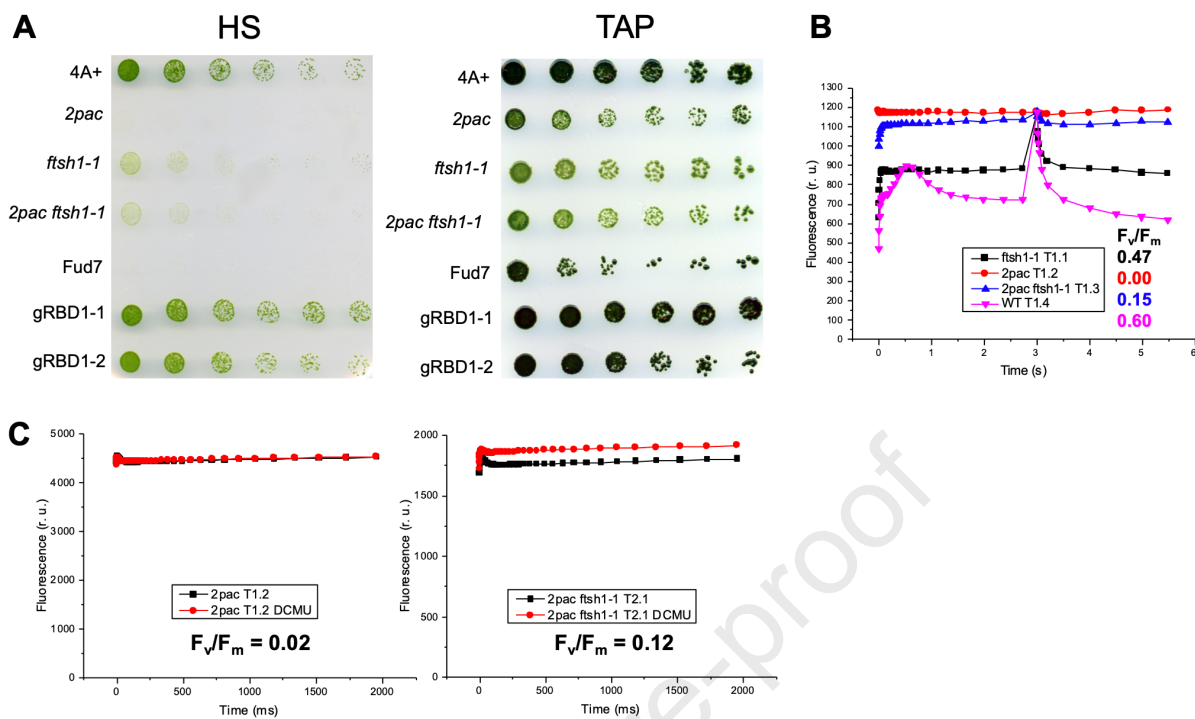 A
HS
TAP
4A+
2pac
ftsh1-1
2pac ftsh1-1
Fud7
gRBD1-1
gRBD1-2
4A+
2pac
ftsh1-1
2pac ftsh1-1
Fud7
gRBD1-1
gRBD1-2
B
Fluorescence (r. u.)
1300
1200
1100
1000
900
800
700
600
500
400
300
200
100
0
0 1 2 3 4 5 6
Time (s)
ftsh1-1 T1.1
2pac T1.2
2pac ftsh1-1 T1.3
WT T1.4
Fv/Fm
0.47
0.00
0.15
0.60
C
Fluorescence (r. u.)
5000
4000
3000
2000
1000
0
0 500 1000 1500 2000
Time (ms)
2pac T1.2
2pac T1.2 DCMU
Fv/Fm = 0.02
Fluorescence (r. u.)
2000
1500
1000
500
0
0 500 1000 1500 2000
Time (ms)
2pac ftsh1-1 T2.1
2pac ftsh1-1 T2.1 DCMU
Fv/Fm = 0.12
e-proof